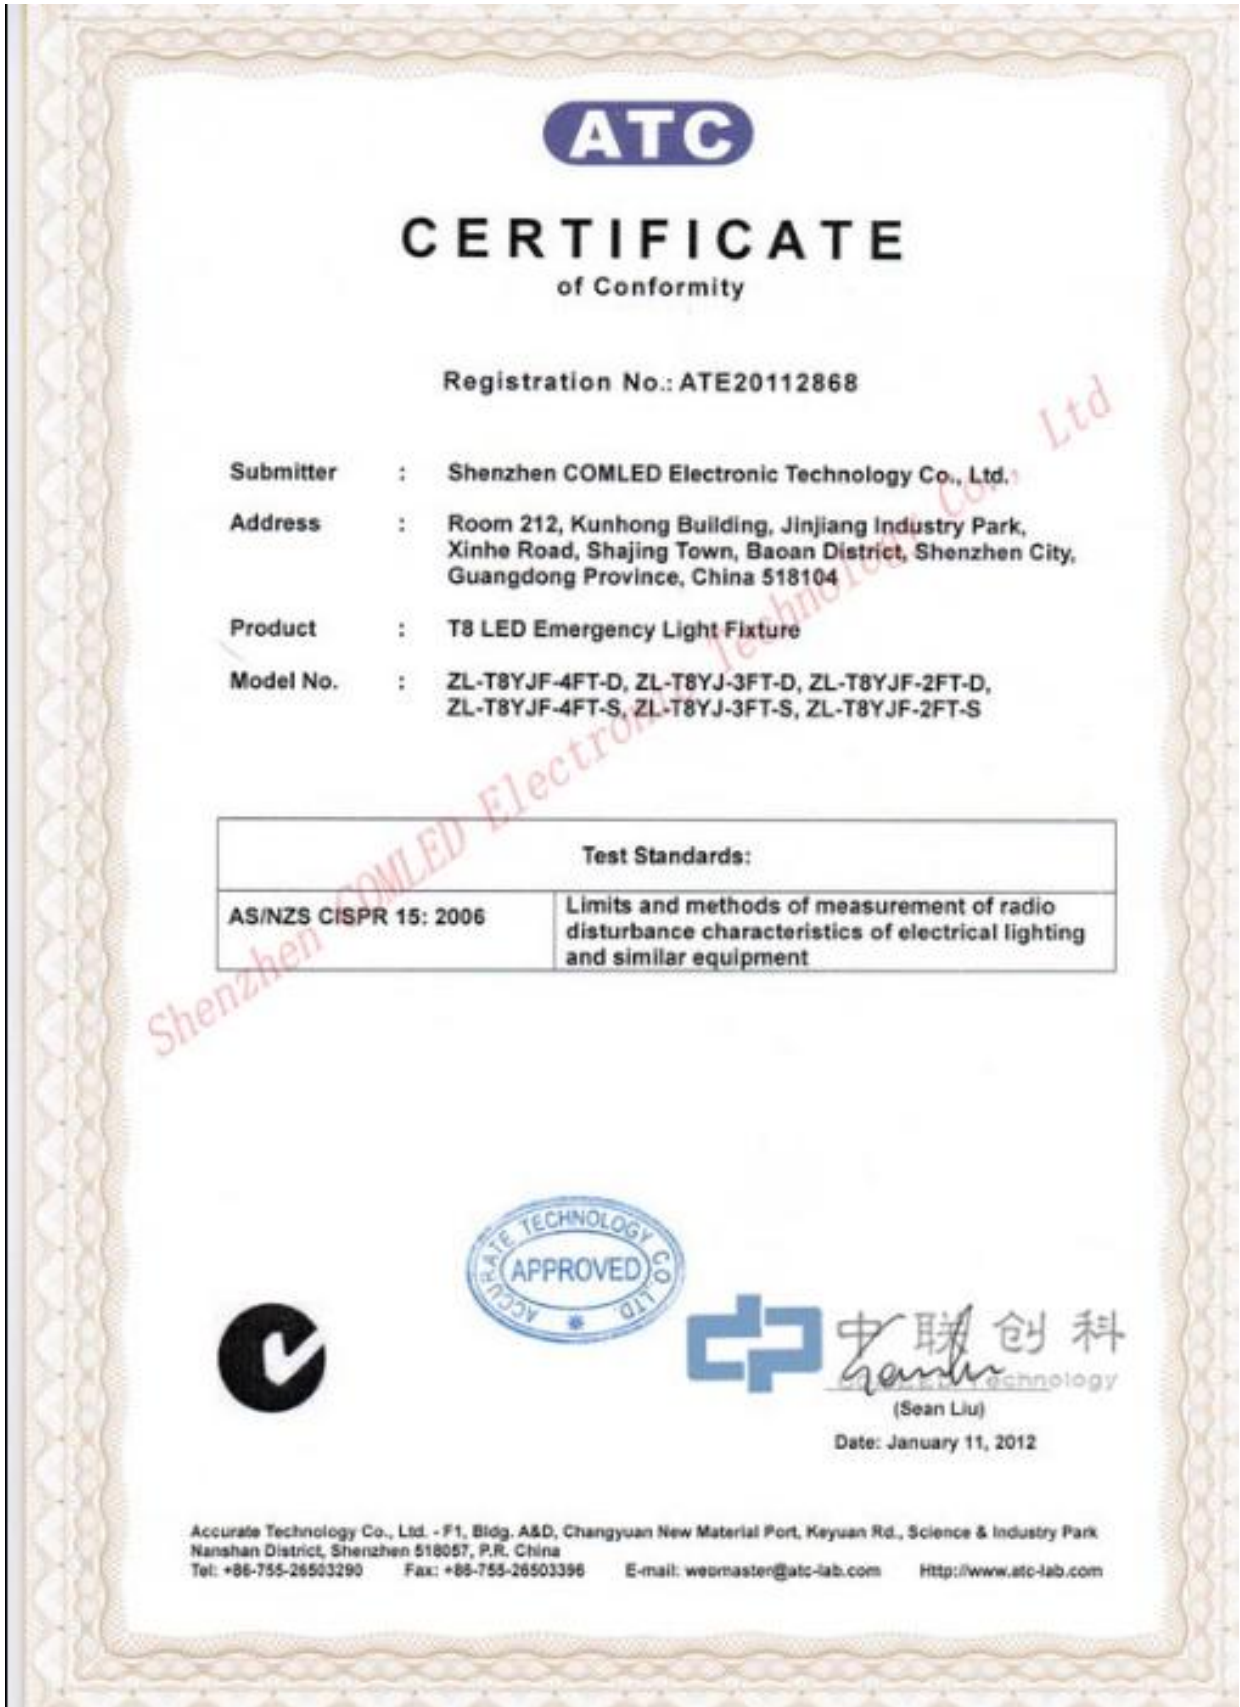 ATC
CERTIFICATE
of Conformity
Registration No.: ATE20112868
Submitter : Shenzhen COMLED Electronic Technology Co., Ltd.
Address : Room 212, Kunhong Building, Jinjiang Industry Park,
Xinhe Road, Shajing Town, Baoan District, Shenzhen City,
Guangdong Province, China 518104
Product : T8 LED Emergency Light Fixture
Model No. : ZL-T8YJF-4FT-D, ZL-T8YJ-3FT-D, ZL-T8YJF-2FT-D,
ZL-T8YJF-4FT-S, ZL-T8YJ-3FT-S, ZL-T8YJF-2FT-S
Shenzhen COMLED Electronic Technology Co., Ltd
Test Standards:
AS/NZS CISPR 15: 2006
Limits and methods of measurement of radio
disturbance characteristics of electrical lighting
and similar equipment
ACCURATE TECHNOLOGY CO., LTD.
APPROVED
中联创科
COMLED Technology
(Sean Liu)
Date: January 11, 2012
Accurate Technology Co., Ltd. - F1, Bldg. A&D, Changyuan New Material Port, Keyuan Rd., Science & Industry Park
Nanshan District, Shenzhen 518057, P.R. China
Tel: +86-755-26503290 Fax: +86-755-26503396 E-mail: webmaster@atc-lab.com Http://www.atc-lab.com